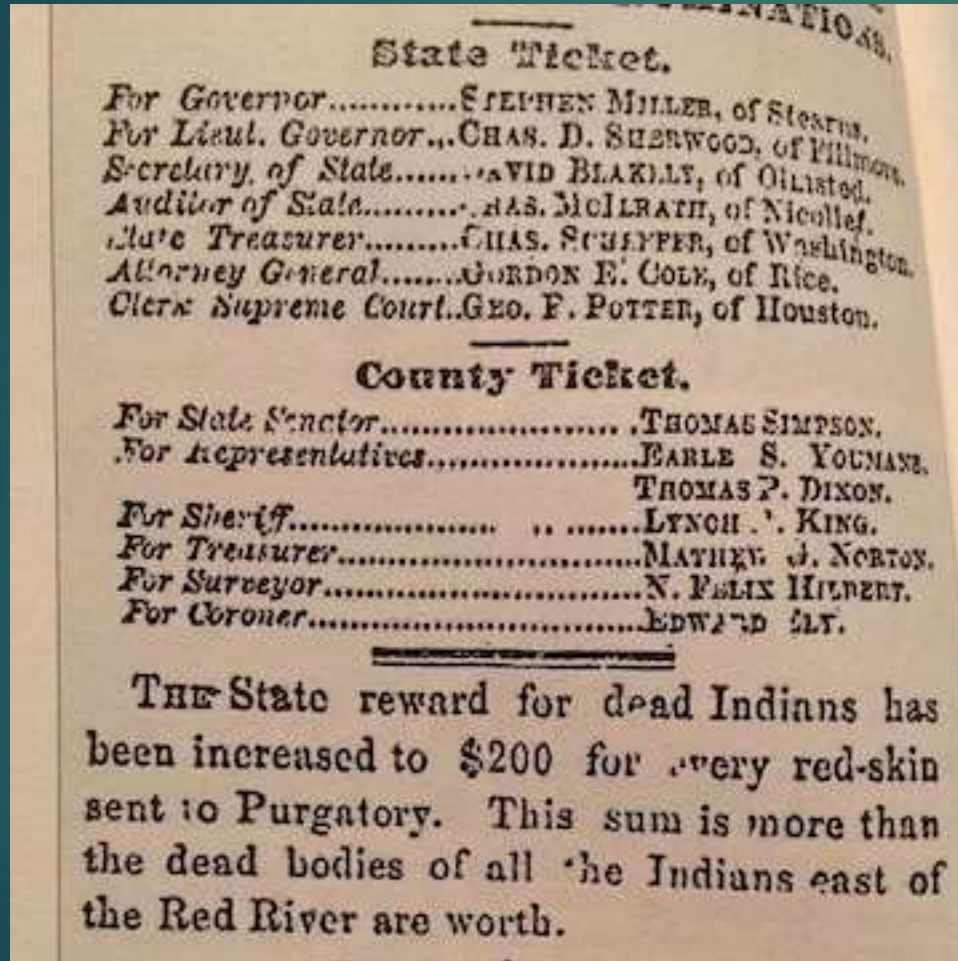 State Ticket.
For Governor.............STEPHEN MILLER, of Stearns.
For Lieut. Governor...CHAS. D. SHERWOOD, of Fillmore.
Secretary of State........AVID BLAKELY, of Olmsted.
Auditor of State..........HAS. MCILRATH, of Nicollet.
State Treasurer.........CHAS. SCHEFFER, of Washington.
Attorney General........GORDON E. COLE, of Rice.
Clerk Supreme Court..GEO. F. POTTER, of Houston.
County Ticket.
For State Senator........................THOMAS SIMPSON.
For Representatives.....................EARLE S. YOUMANS.
THOMAS P. DIXON.
For Sheriff.................... .. .......LYNCH KING.
For Treasurer..............................MATHEW J. NORTON.
For Surveyor................................N. FELIX HILBERT.
For Coroner.................................EDWARD ELY.
THE State reward for dead Indians has
been increased to $200 for every red-skin
sent to Purgatory. This sum is more than
the dead bodies of all the Indians east of
the Red River are worth.